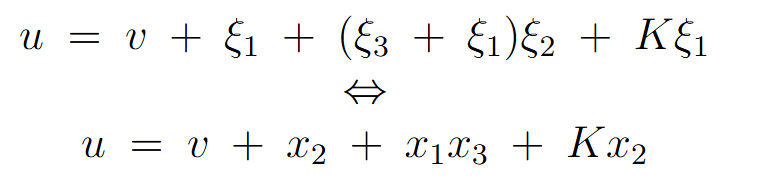 u = v + ξ₁ + (ξ₃ + ξ₁)ξ₂ + Kξ₁
⇔
u = v + x₂ + x₁x₃ + Kx₂